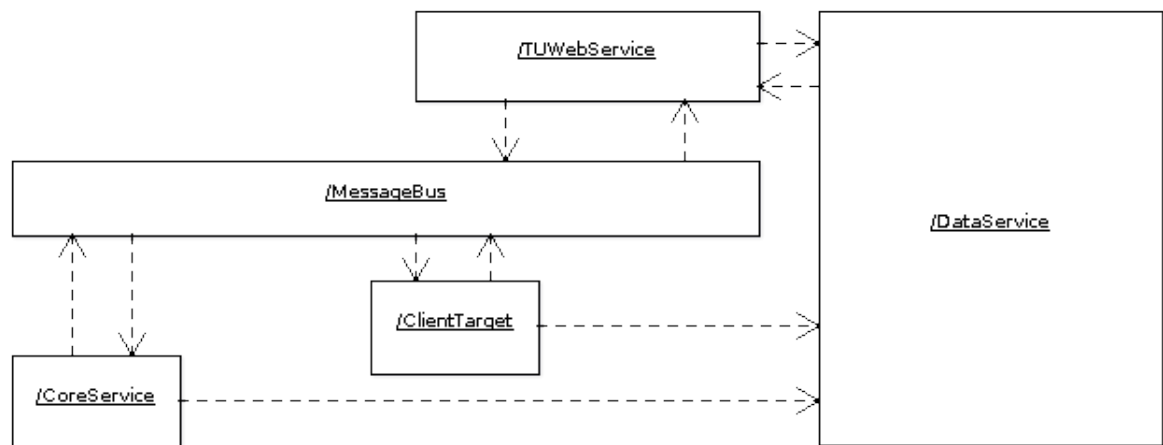 /TUWebService
/MessageBus
/DataService
/ClientTarget
/CoreService